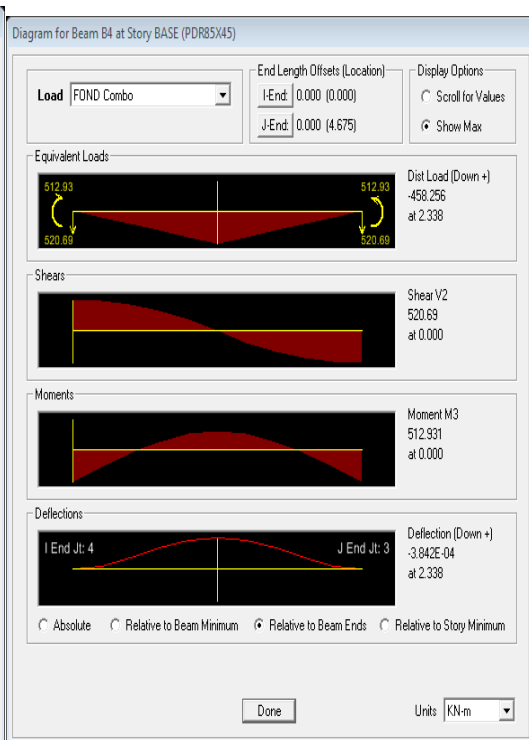 Diagram for Beam B4 at Story BASE (PDR85X45)
Load FOND Combo
End Length Offsets (Location)
I-End: 0.000 (0.000)
J-End: 0.000 (4.675)
Display Options
Scroll for Values
Show Max
Equivalent Loads
512.93 512.93
520.69 520.69
Dist Load (Down +)
-458.256
at 2.338
Shears
Shear V2
520.69
at 0.000
Moments
Moment M3
512.931
at 0.000
Deflections
I End Jt: 4 J End Jt: 3
Deflection (Down +)
-3.842E-04
at 2.338
Absolute Relative to Beam Minimum Relative to Beam Ends Relative to Story Minimum
Done Units KN-m